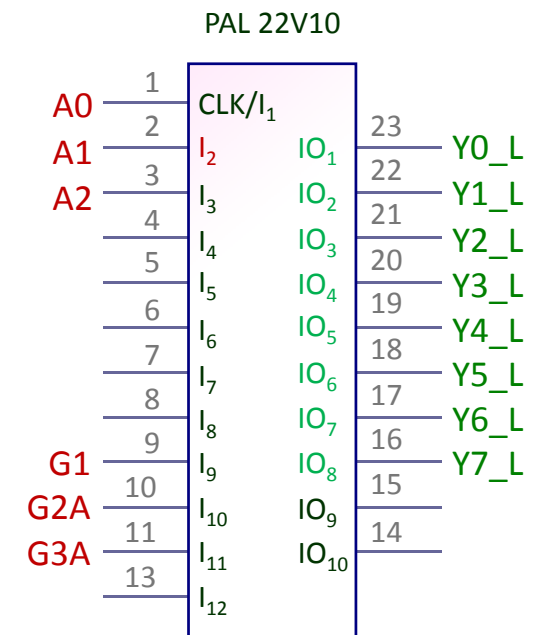 PAL 22V10
A0 1 CLK/I₁
A1 2 I₂ IO₁ 23 Y0_L
A2 3 I₃ IO₂ 22 Y1_L
4 I₄ IO₃ 21 Y2_L
5 I₅ IO₄ 20 Y3_L
6 I₆ IO₅ 19 Y4_L
7 I₇ IO₆ 18 Y5_L
8 I₈ IO₇ 17 Y6_L
G1 9 I₉ IO₈ 16 Y7_L
G2A 10 I₁₀ IO₉ 15
G3A 11 I₁₁ IO₁₀ 14
13 I₁₂